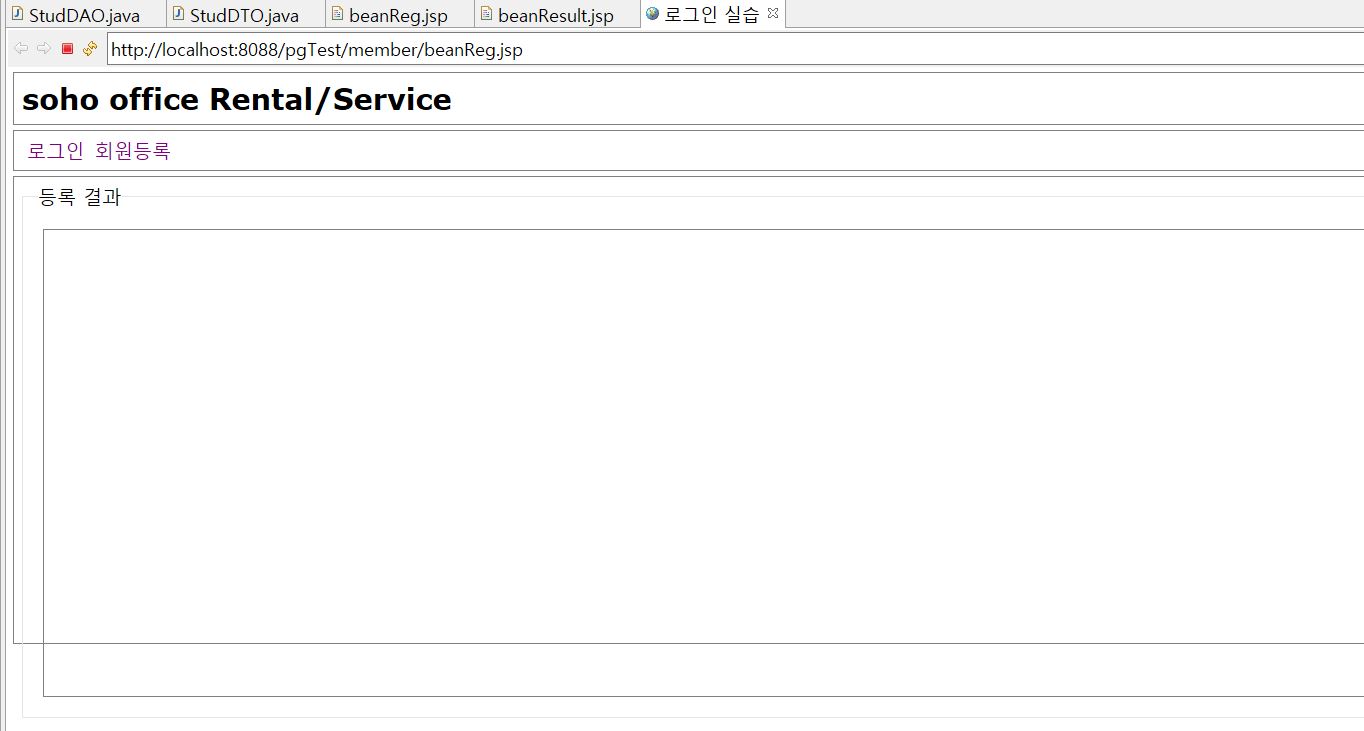 StudDAO.java StudDTO.java beanReg.jsp beanResult.jsp 로그인 실습
http://localhost:8088/pgTest/member/beanReg.jsp
soho office Rental/Service
로그인 회원등록
등록 결과